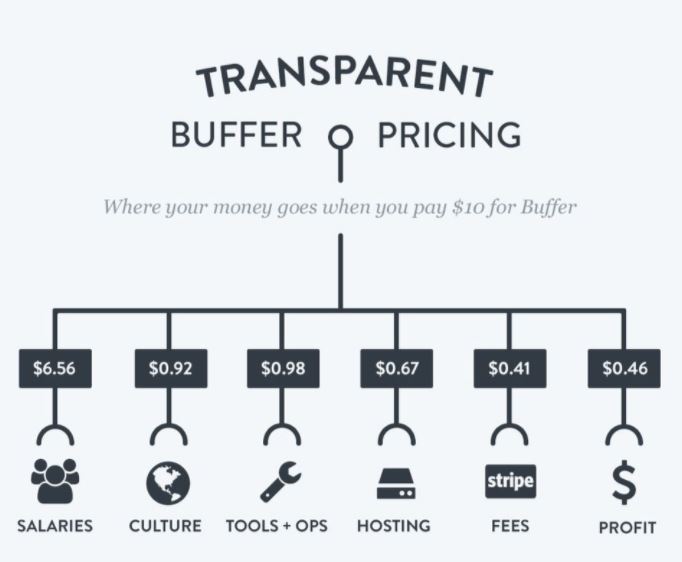 TRANSPARENT
BUFFER PRICING
Where your money goes when you pay $10 for Buffer
$6.56 $0.92 $0.98 $0.67 $0.41 $0.46
stripe
SALARIES CULTURE TOOLS + OPS HOSTING FEES PROFIT